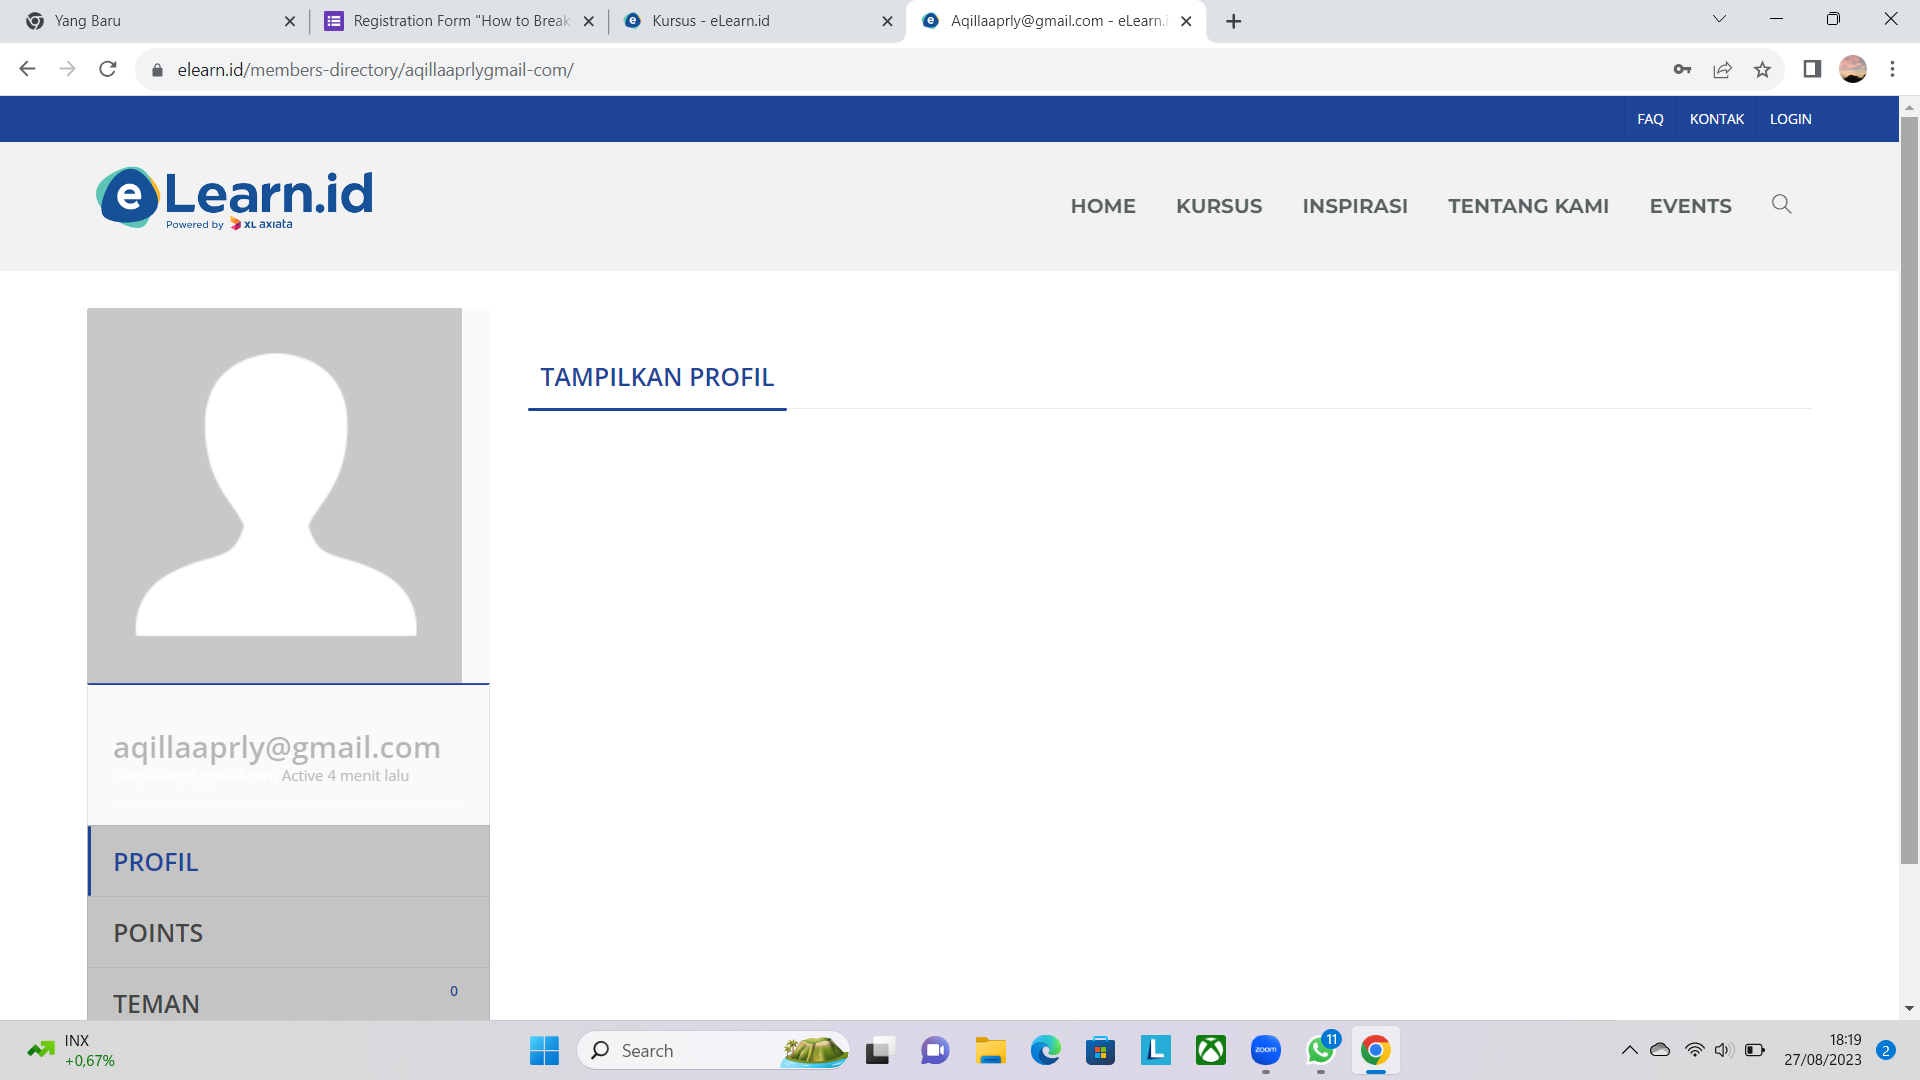 Yang Baru
Registration Form "How to Break
Kursus - eLearn.id
Aqillaaprly@gmail.com - eLearn.i
elearn.id/members-directory/aqillaaprlygmail-com/
FAQ KONTAK LOGIN
e Learn.id
Powered by XL axiata
HOME KURSUS INSPIRASI TENTANG KAMI EVENTS
TAMPILKAN PROFIL
aqillaaprly@gmail.com
@aqillaaprlygmail-com Active 4 menit lalu
PROFIL
POINTS
TEMAN 0
INX
+0,67%
Search
L
zoom
11
18:19
27/08/2023
2